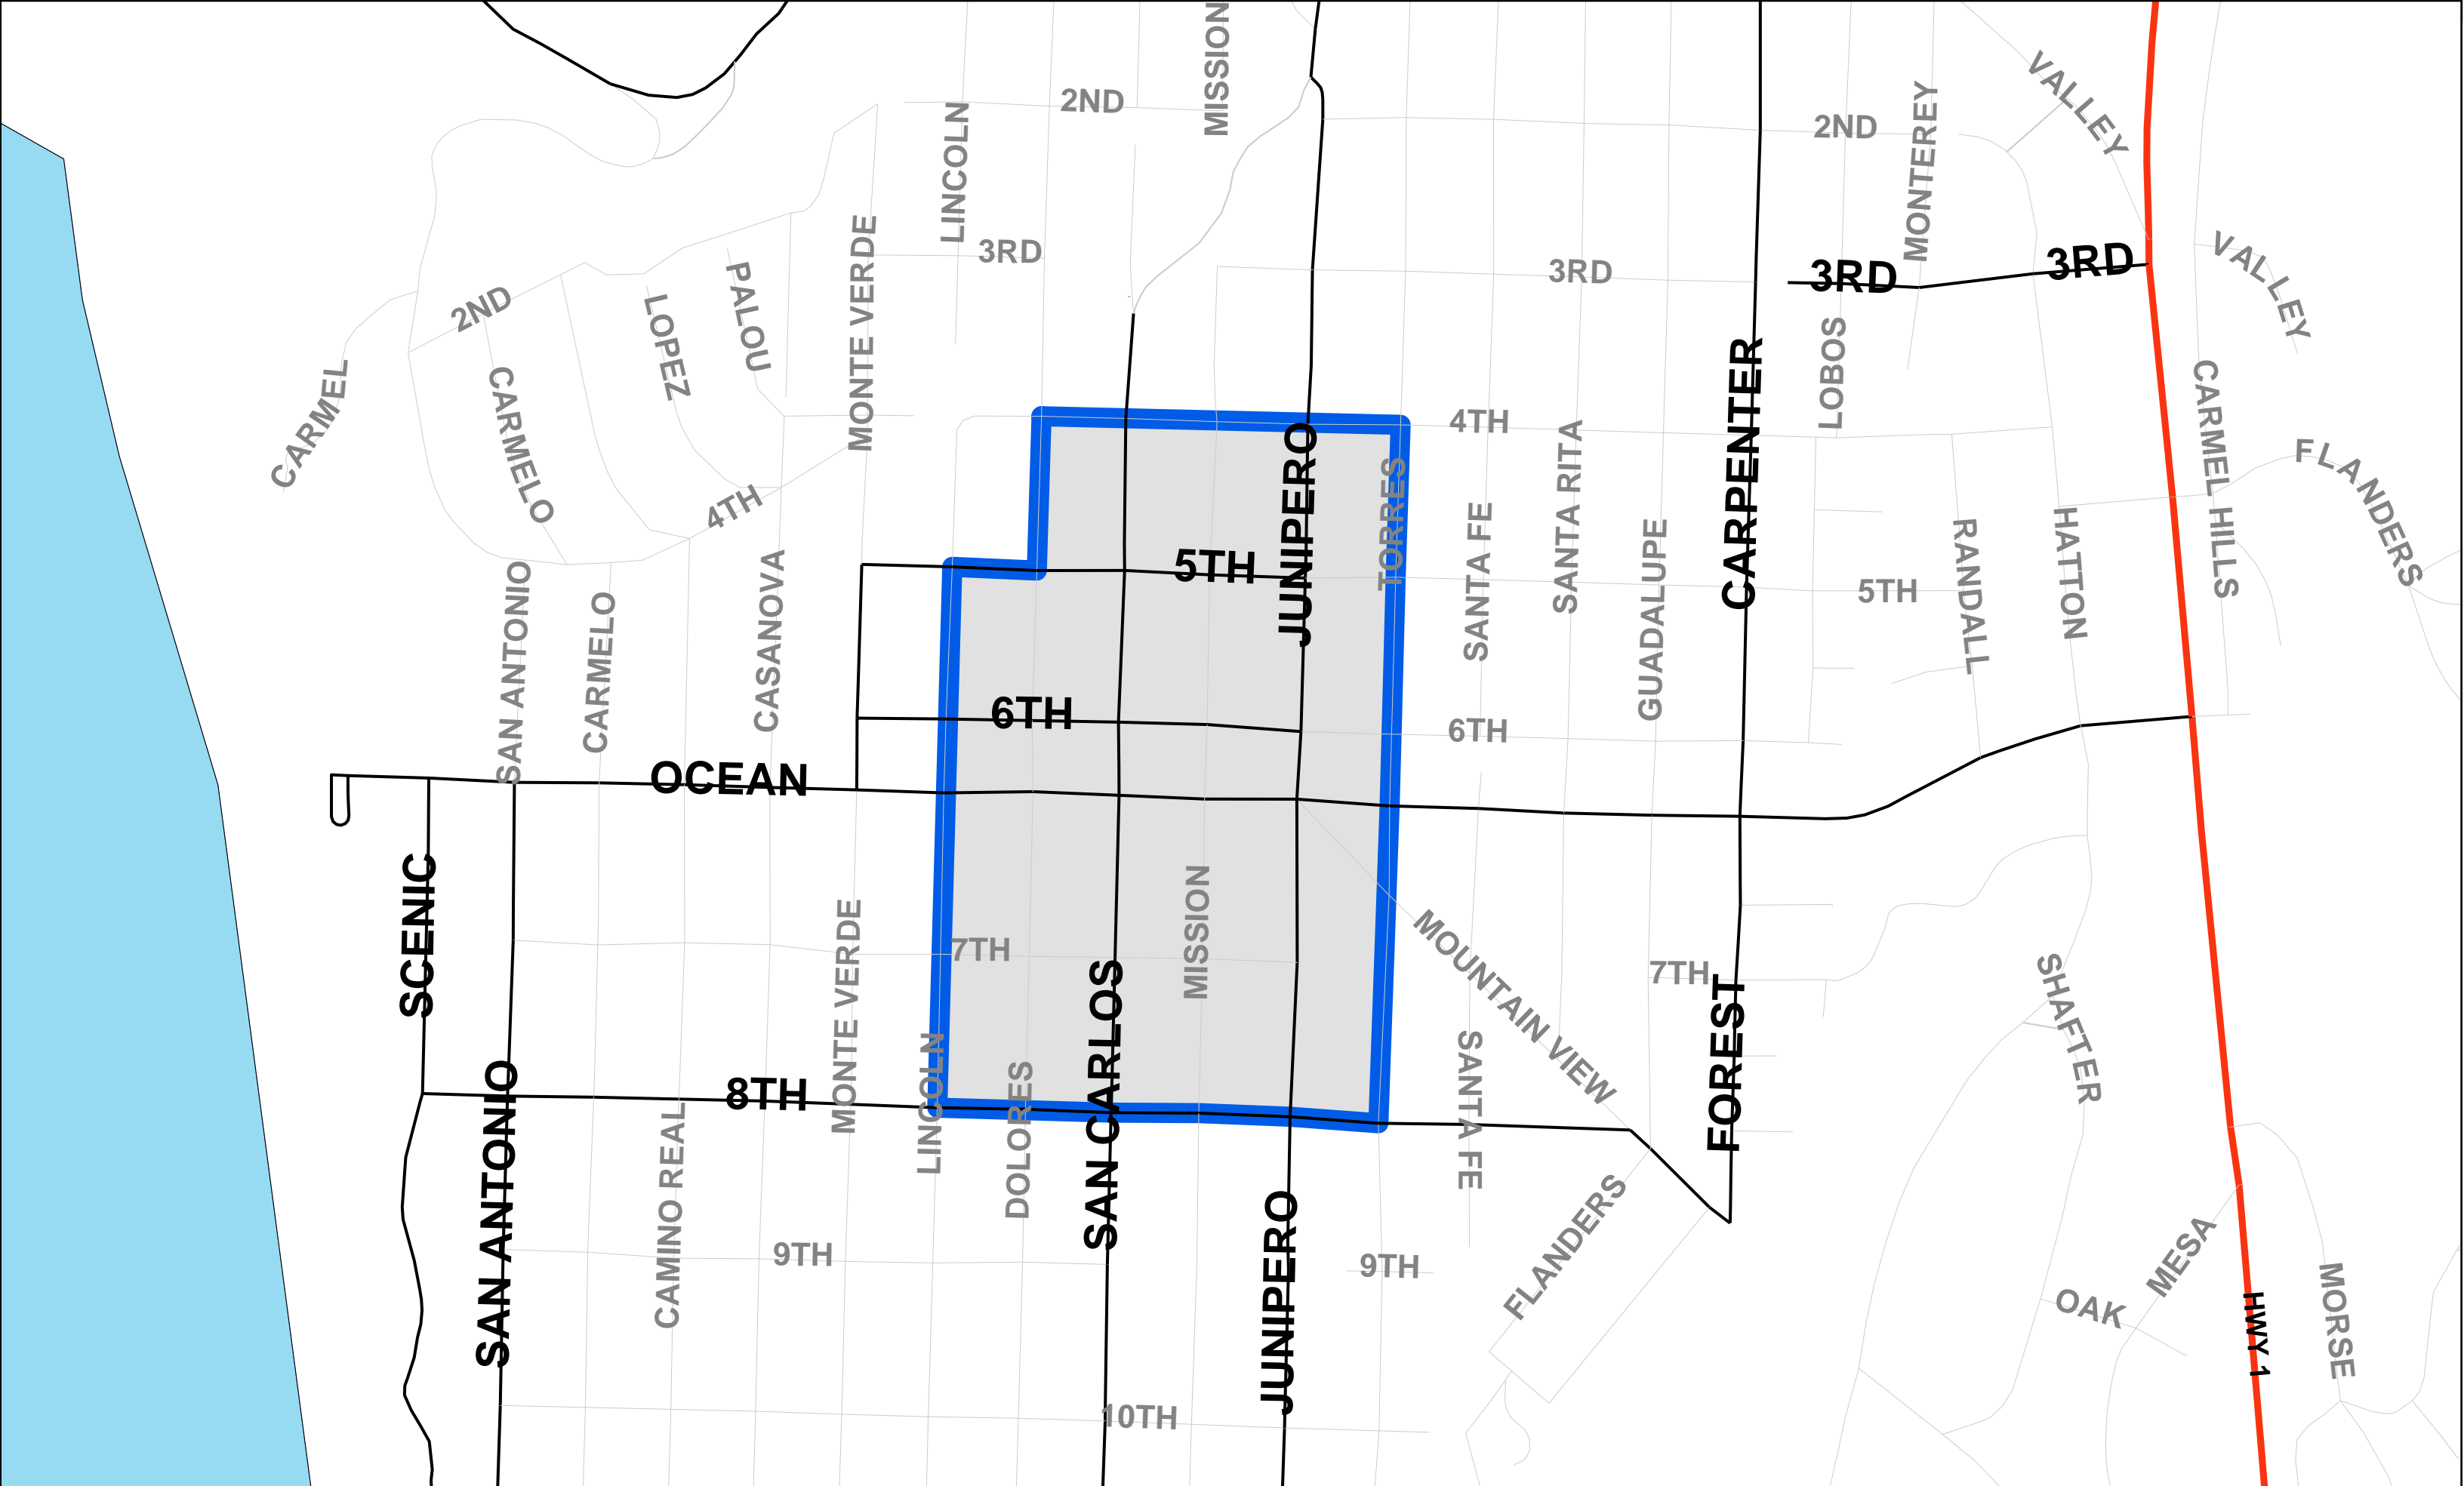 MISSION
2ND
LINCOLN
2ND
MONTEREY
VALLEY
3RD
3RD
3RD
3RD
VALLEY
MONTE VERDE
PALOU
LOPEZ
2ND
CARMEL
CARMELO
4TH
4TH
LOBOS
CARMEL HILLS
FLANDERS
CARPENTER
JUNIPERO
TORRES
SANTA FE
SANTA RITA
GUADALUPE
5TH
5TH
RANDALL
HATTON
SAN ANTONIO
CARMELO
CASANOVA
6TH
6TH
OCEAN
SCENIC
MONTE VERDE
7TH
MISSION
MOUNTAIN VIEW
7TH
SHAFTER
SAN CARLOS
FOREST
LINCOLN
DOLORES
8TH
SANTA FE
SAN ANTONIO
CAMINO REAL
9TH
JUNIPERO
9TH
FLANDERS
MESA
OAK
HWY 1
MORSE
10TH